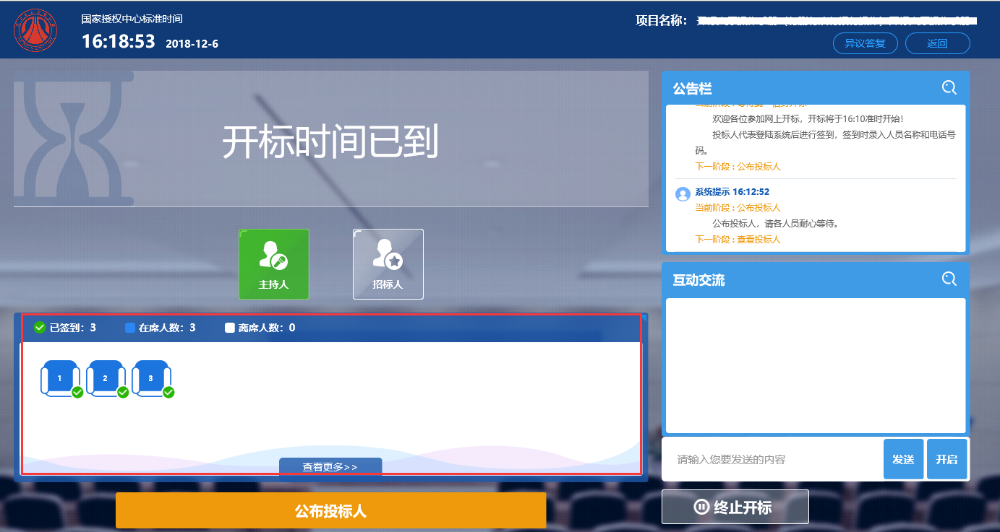 国家授权中心标准时间
16:18:53 2018-12-6
项目名称：
异议答复 返回
开标时间已到
主持人 招标人
已签到：3 在席人数：3 离席人数：0
1 2 3
查看更多>>
公布投标人
公告栏
欢迎各位参加网上开标，开标将于16:10准时开始！
投标人代表登陆系统后进行签到，签到时录入人员名称和电话号
码。
下一阶段：公布投标人
系统提示 16:12:52
当前阶段：公布投标人
公布投标人，请各人员耐心等待。
下一阶段：查看投标人
互动交流
请输入您要发送的内容 发送 开启
终止开标